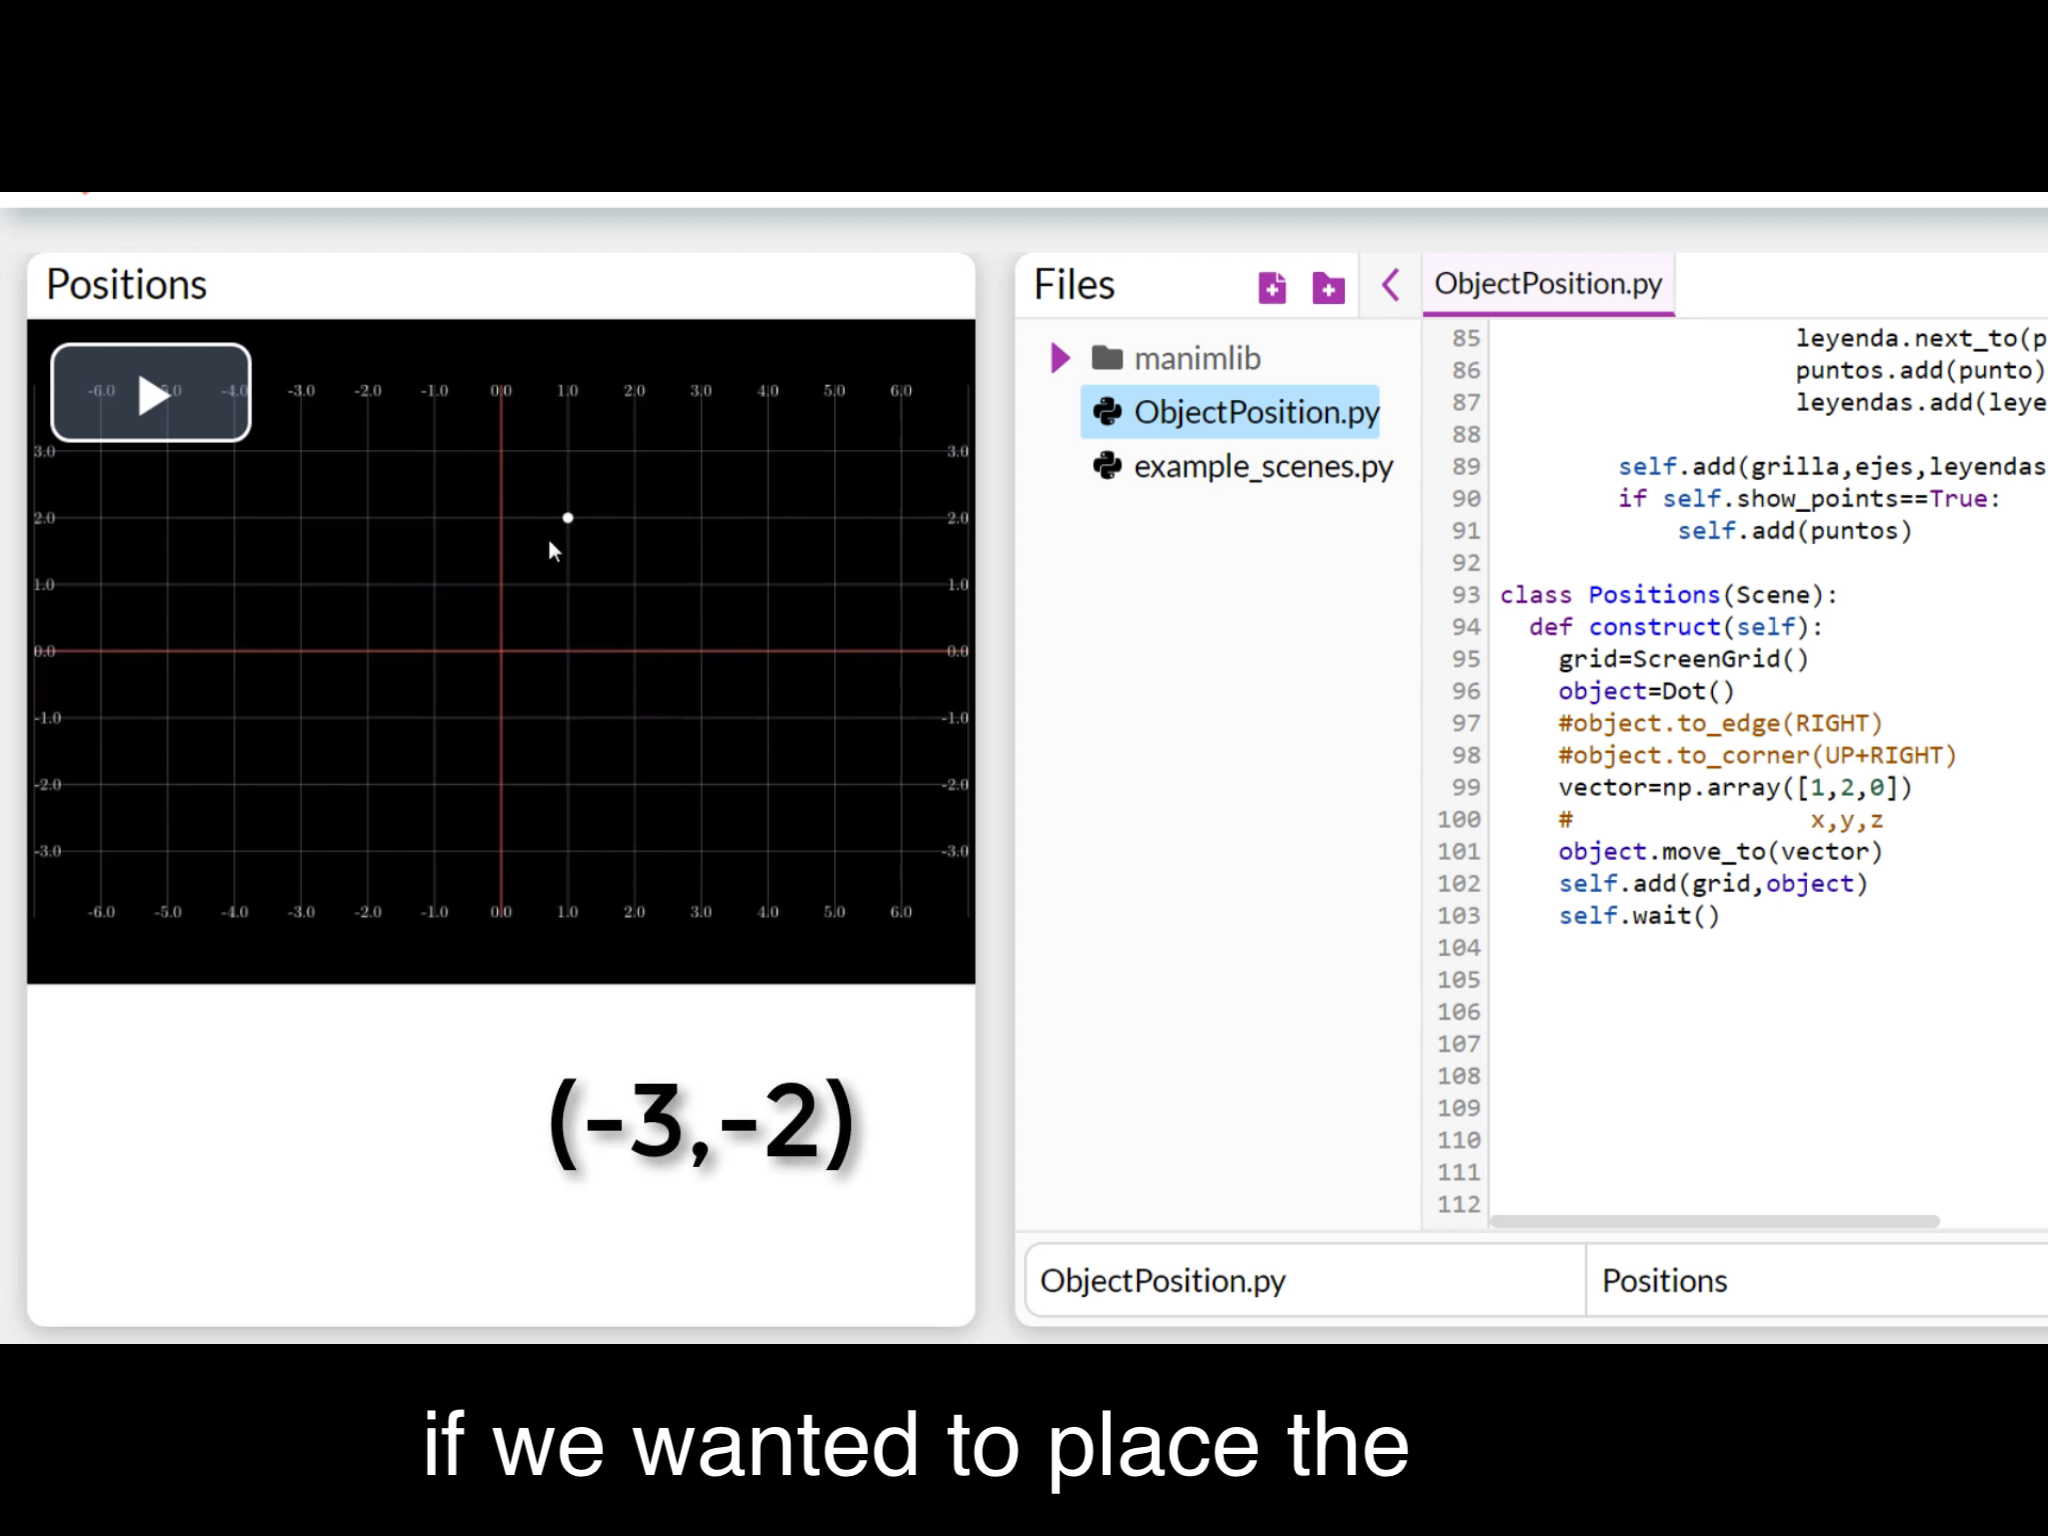 Positions
-6.0 -5.0 -4.0 -3.0 -2.0 -1.0 0.0 1.0 2.0 3.0 4.0 5.0 6.0
3.0 3.0
2.0 2.0
1.0 1.0
0.0 0.0
-1.0 -1.0
-2.0 -2.0
-3.0 -3.0
-6.0 -5.0 -4.0 -3.0 -2.0 -1.0 0.0 1.0 2.0 3.0 4.0 5.0 6.0
(-3,-2)
Files
manimlib
ObjectPosition.py
example_scenes.py
ObjectPosition.py
85 leyenda.next_to(p
86 puntos.add(punto)
87 leyendas.add(leye
88
89 self.add(grilla,ejes,leyendas
90 if self.show_points==True:
91 self.add(puntos)
92
93 class Positions(Scene):
94 def construct(self):
95 grid=ScreenGrid()
96 object=Dot()
97 #object.to_edge(RIGHT)
98 #object.to_corner(UP+RIGHT)
99 vector=np.array([1,2,0])
100 # x,y,z
101 object.move_to(vector)
102 self.add(grid,object)
103 self.wait()
104
105
106
107
108
109
110
111
112
ObjectPosition.py
Positions
if we wanted to place the